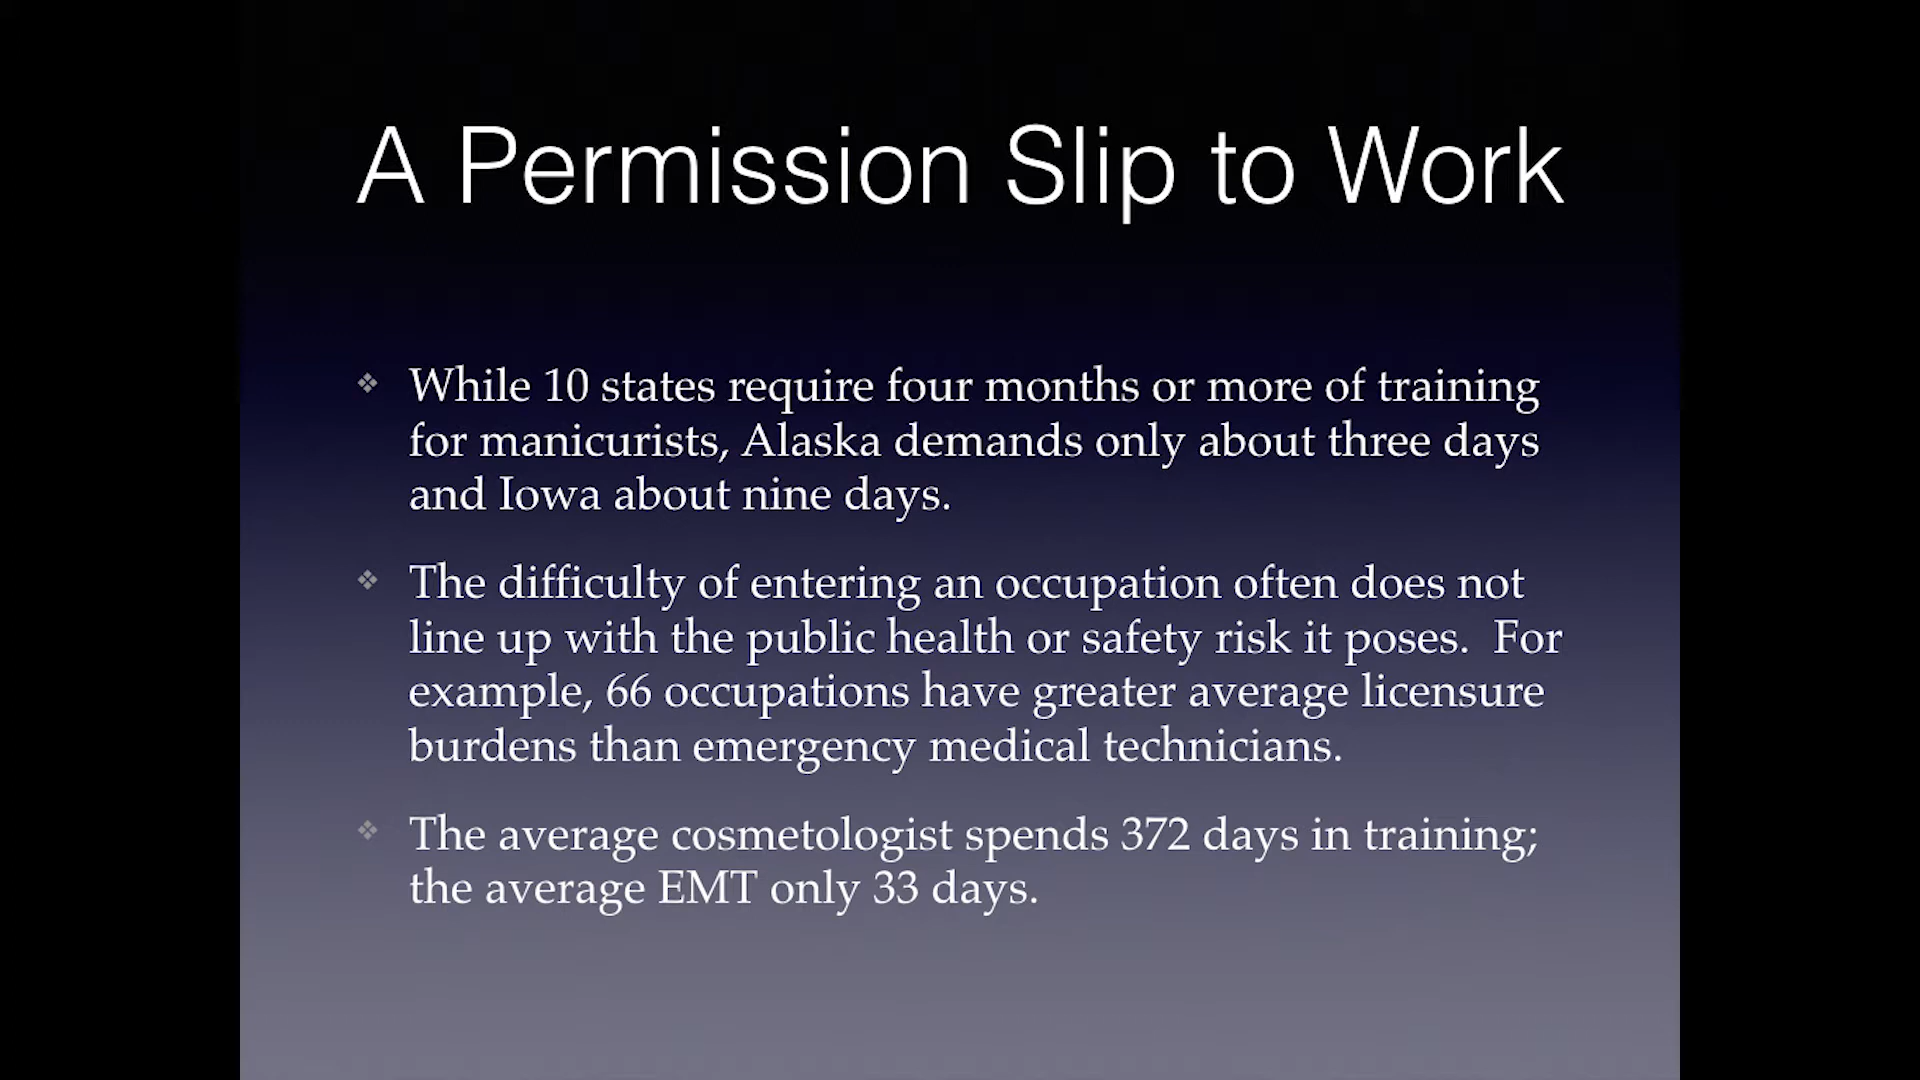 A Permission Slip to Work
While 10 states require four months or more of training
for manicurists, Alaska demands only about three days
and Iowa about nine days.
The difficulty of entering an occupation often does not
line up with the public health or safety risk it poses.  For
example, 66 occupations have greater average licensure
burdens than emergency medical technicians.
The average cosmetologist spends 372 days in training;
the average EMT only 33 days.